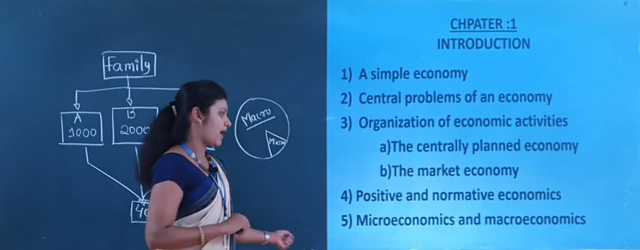 Family
A
1000
B
2000
Macro
CHPATER :1
INTRODUCTION
1) A simple economy
2) Central problems of an economy
3) Organization of economic activities
a)The centrally planned economy
b)The market economy
4) Positive and normative economics
5) Microeconomics and macroeconomics